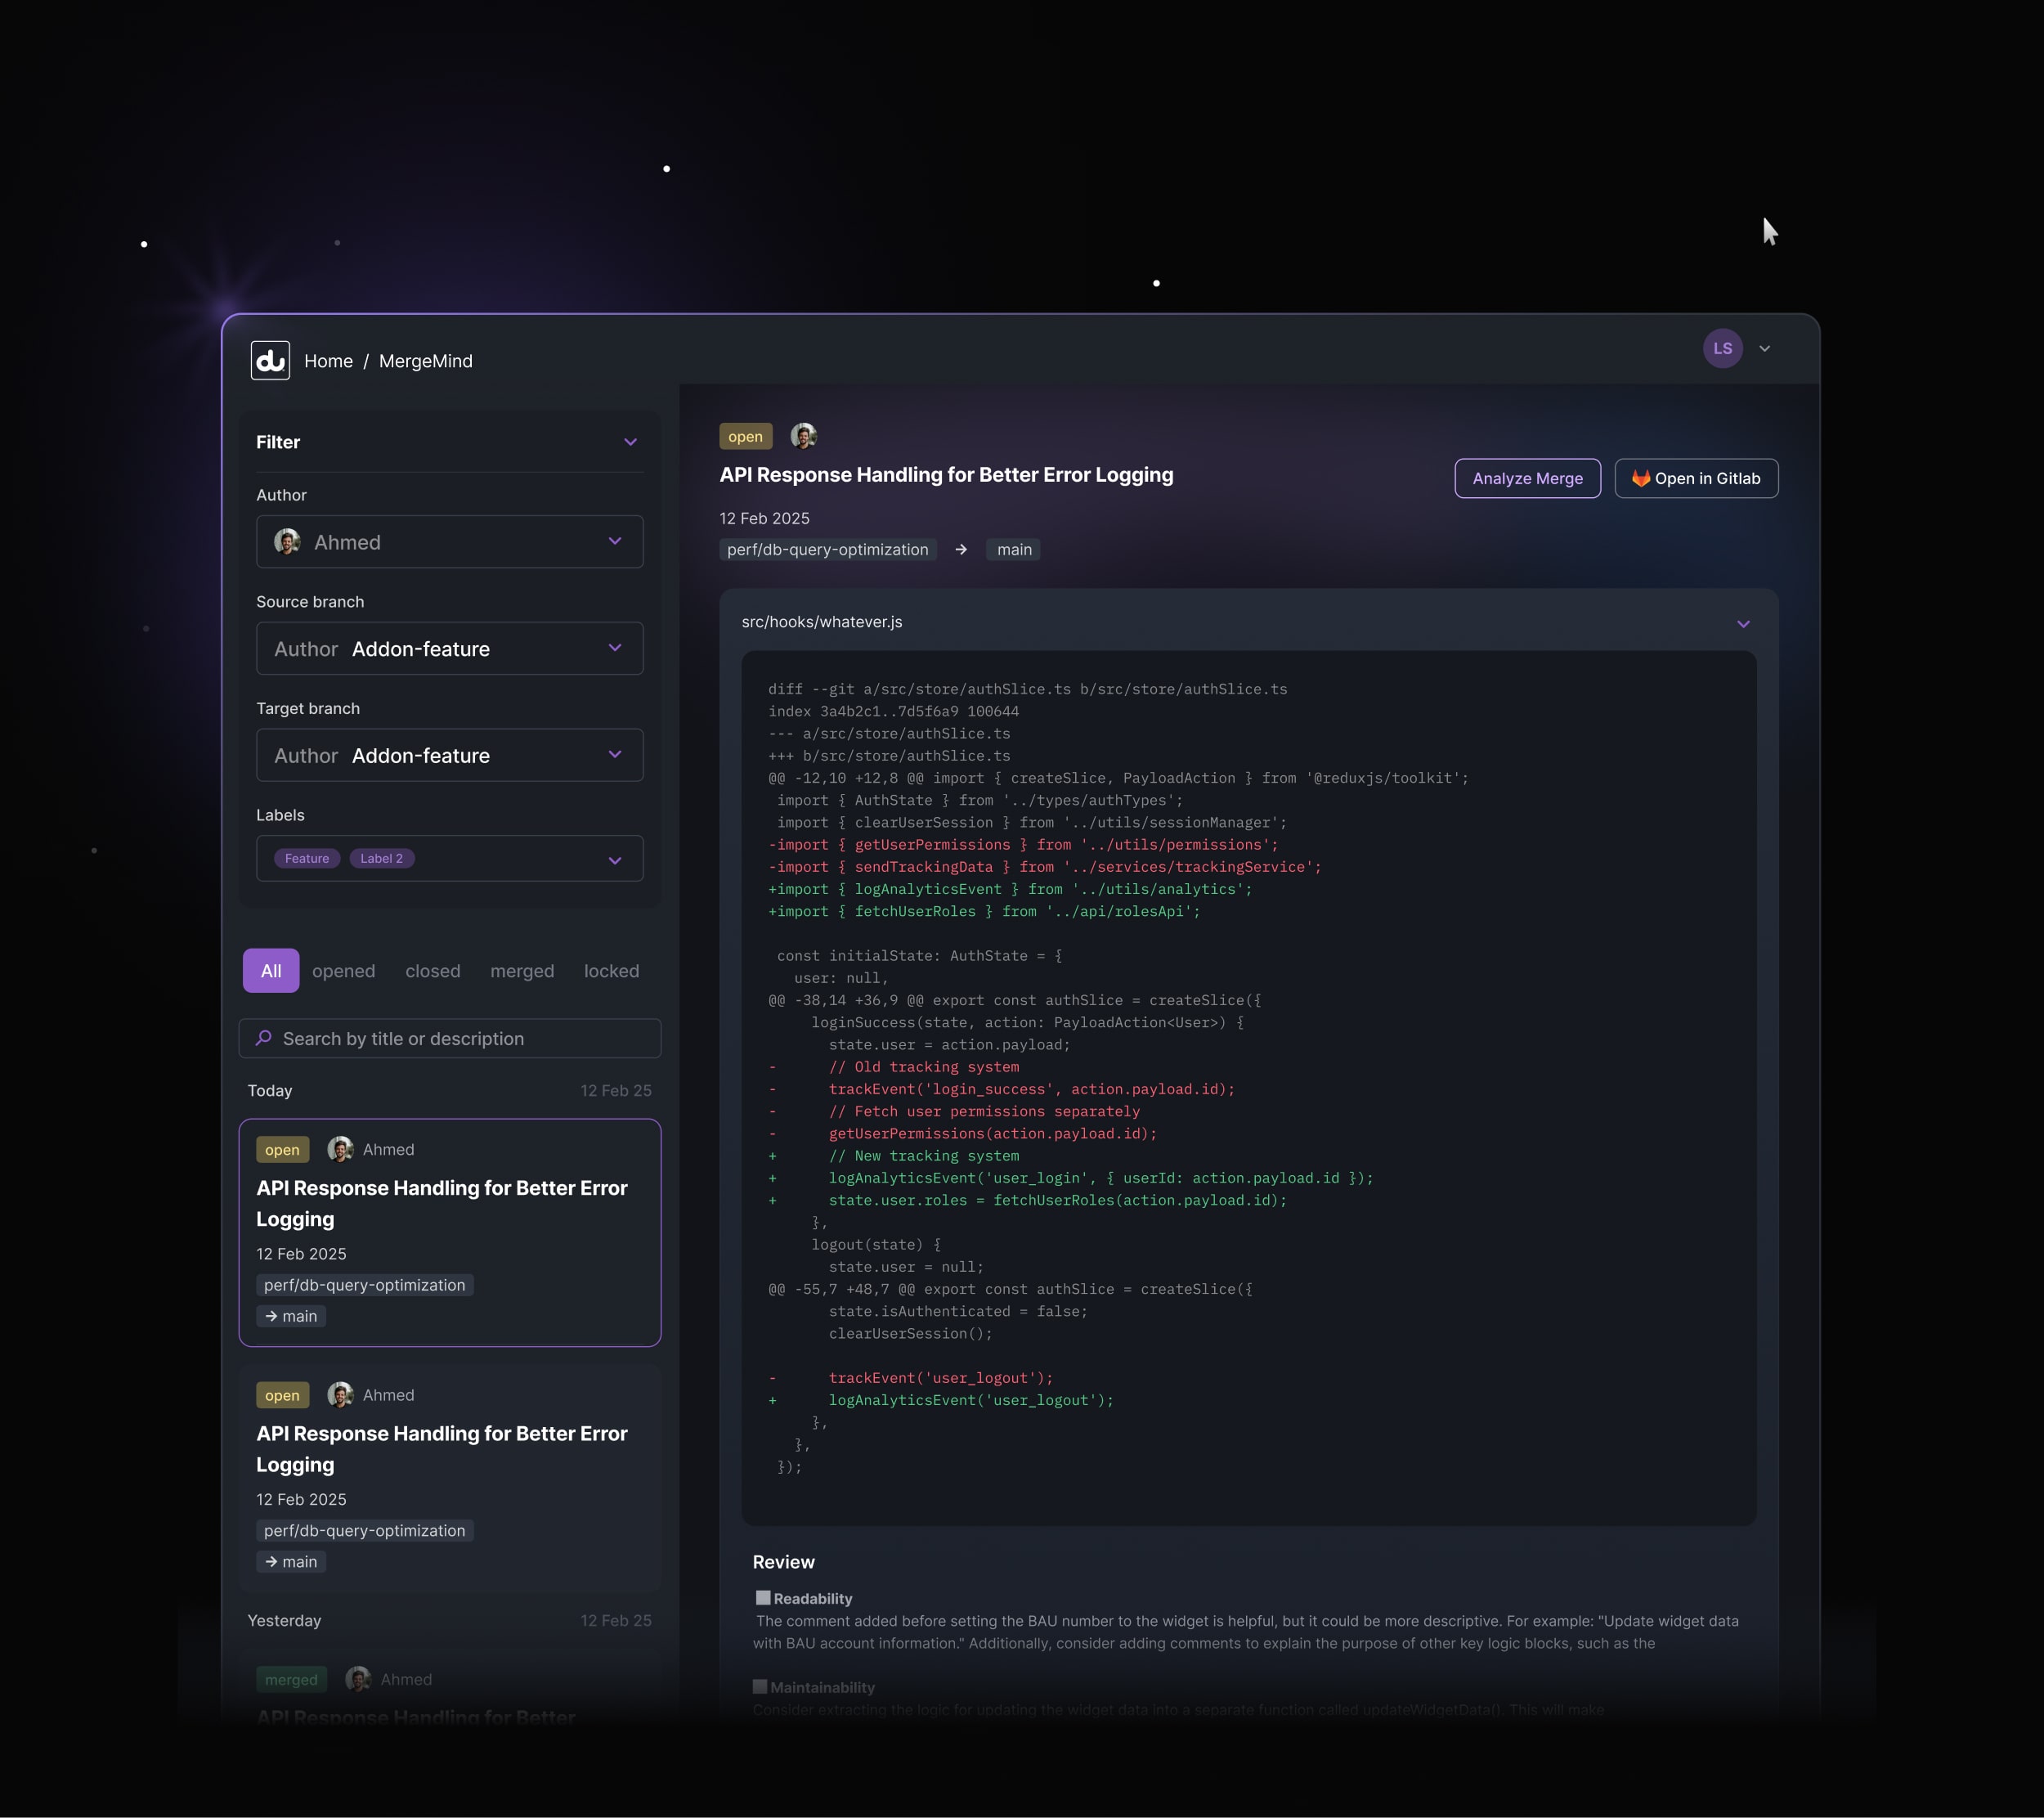 du
Home / MergeMind
LS
Filter
Author
Ahmed
Source branch
Author Addon-feature
Target branch
Author Addon-feature
Labels
Feature Label 2
All opened closed merged locked
Search by title or description
Today 12 Feb 25
open Ahmed
API Response Handling for Better Error
Logging
12 Feb 2025
perf/db-query-optimization
→ main
open Ahmed
API Response Handling for Better Error
Logging
12 Feb 2025
perf/db-query-optimization
→ main
Yesterday 12 Feb 25
merged Ahmed
API Response Handling for Better
open
API Response Handling for Better Error Logging
Analyze Merge
Open in Gitlab
12 Feb 2025
perf/db-query-optimization → main
src/hooks/whatever.js
diff --git a/src/store/authSlice.ts b/src/store/authSlice.ts
index 3a4b2c1..7d5f6a9 100644
--- a/src/store/authSlice.ts
+++ b/src/store/authSlice.ts
@@ -12,10 +12,8 @@ import { createSlice, PayloadAction } from '@reduxjs/toolkit';
 import { AuthState } from '../types/authTypes';
 import { clearUserSession } from '../utils/sessionManager';
-import { getUserPermissions } from '../utils/permissions';
-import { sendTrackingData } from '../services/trackingService';
+import { logAnalyticsEvent } from '../utils/analytics';
+import { fetchUserRoles } from '../api/rolesApi';
 const initialState: AuthState = {
   user: null,
@@ -38,14 +36,9 @@ export const authSlice = createSlice({
     loginSuccess(state, action: PayloadAction<User>) {
       state.user = action.payload;
-      // Old tracking system
-      trackEvent('login_success', action.payload.id);
-      // Fetch user permissions separately
-      getUserPermissions(action.payload.id);
+      // New tracking system
+      logAnalyticsEvent('user_login', { userId: action.payload.id });
+      state.user.roles = fetchUserRoles(action.payload.id);
     },
     logout(state) {
       state.user = null;
@@ -55,7 +48,7 @@ export const authSlice = createSlice({
       state.isAuthenticated = false;
       clearUserSession();
-      trackEvent('user_logout');
+      logAnalyticsEvent('user_logout');
     },
   },
 });
Review
Readability
The comment added before setting the BAU number to the widget is helpful, but it could be more descriptive. For example: "Update widget data
with BAU account information." Additionally, consider adding comments to explain the purpose of other key logic blocks, such as the
Maintainability
Consider extracting the logic for updating the widget data into a separate function called updateWidgetData(). This will make